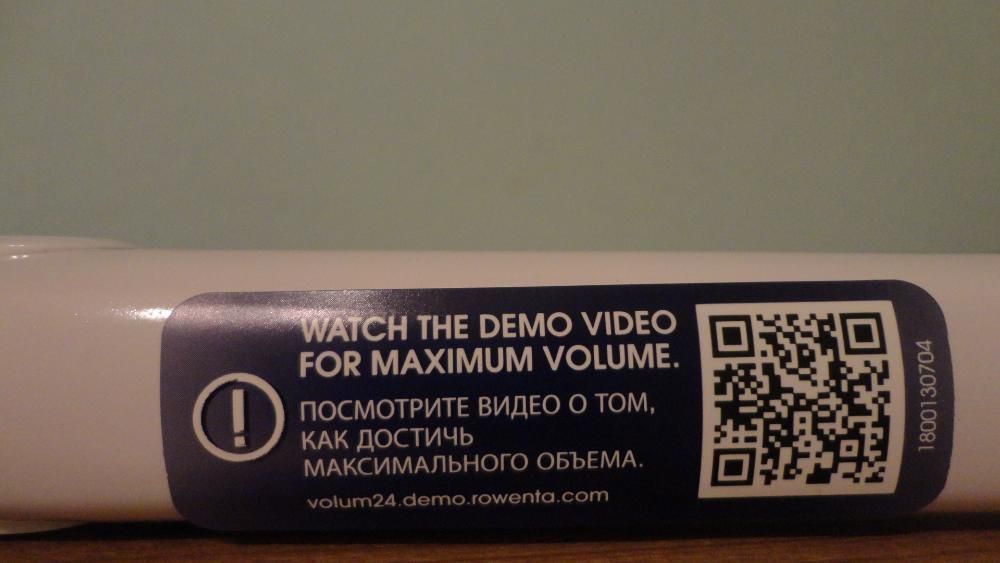 WATCH THE DEMO VIDEO
FOR MAXIMUM VOLUME.
ПОСМОТРИТЕ ВИДЕО О ТОМ,
КАК ДОСТИЧЬ
МАКСИМАЛЬНОГО ОБЪЕМА.
volum24.demo.rowenta.com
1800130704